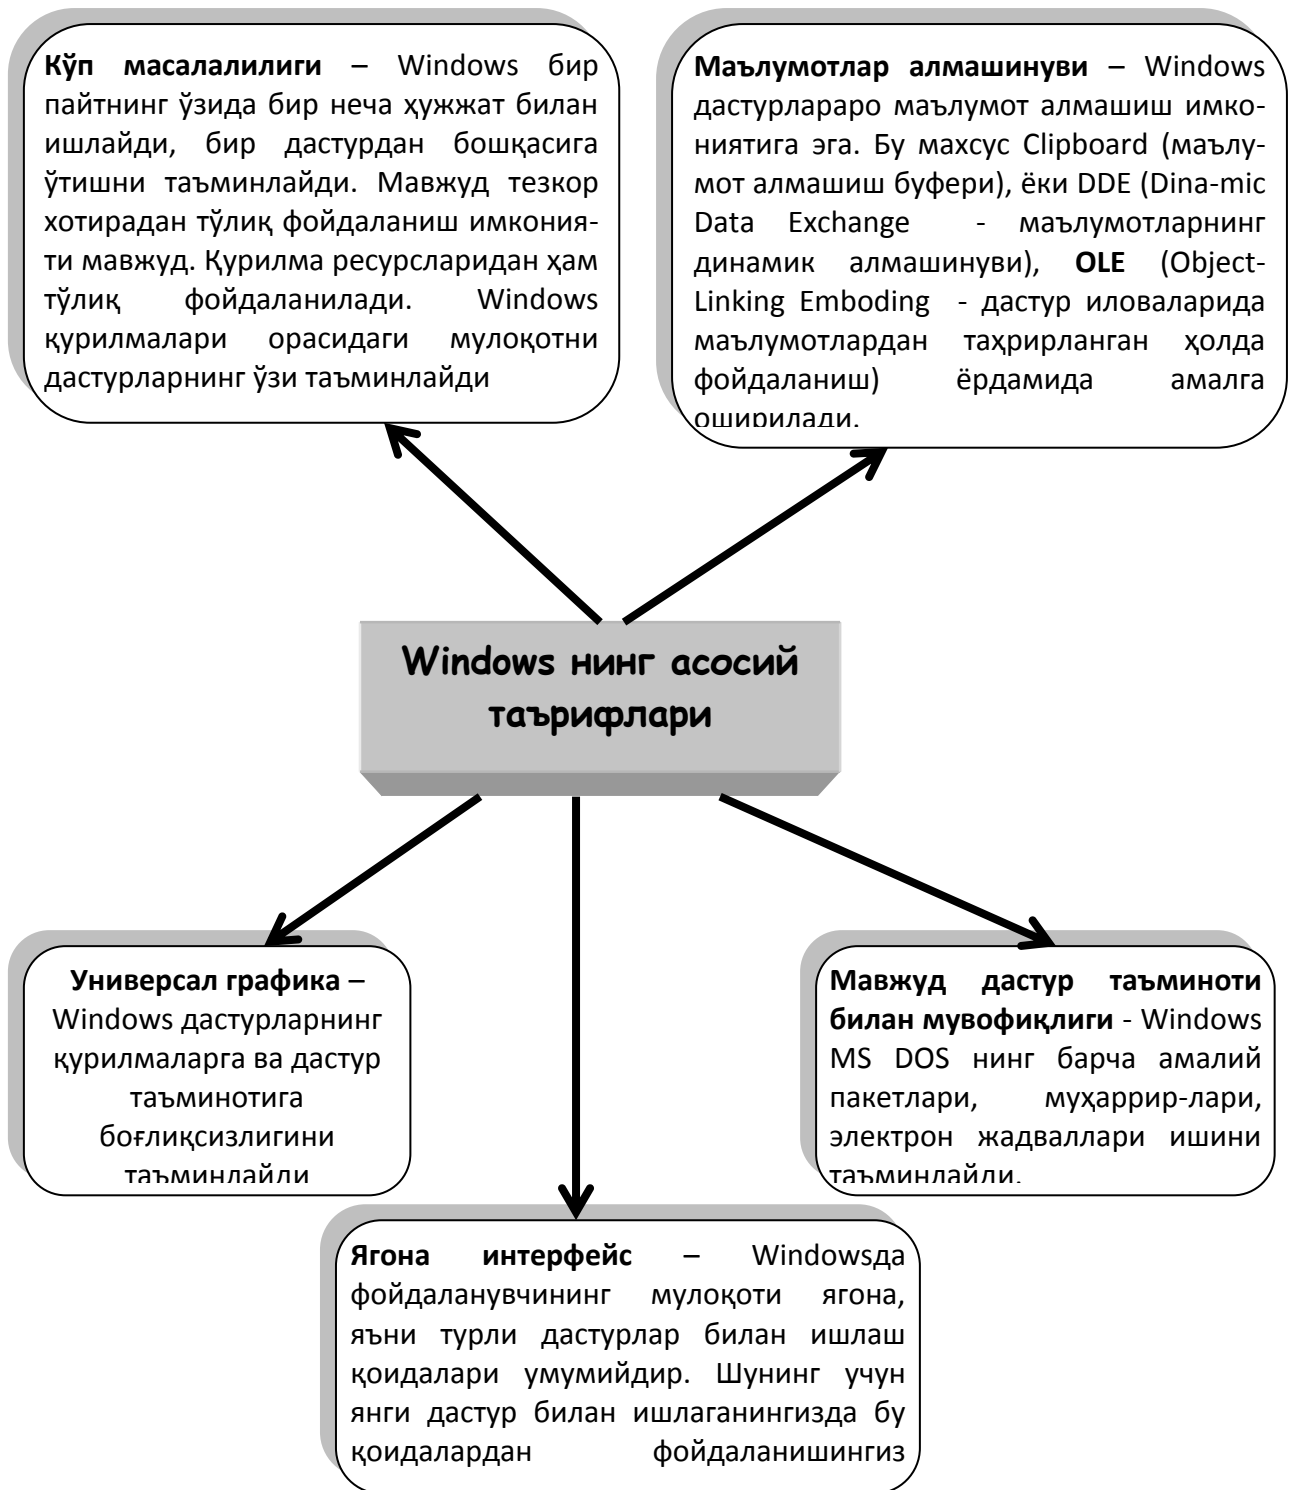 Кўп масалалилиги – Windows бир
пайтнинг ўзида бир неча ҳужжат билан
ишлайди, бир дастурдан бошқасига
ўтишни таъминлайди. Мавжуд тезкор
хотирадан тўлиқ фойдаланиш имкония-
ти мавжуд. Қурилма ресурсларидан ҳам
тўлиқ фойдаланилади. Windows
қурилмалари орасидаги мулоқотни
дастурларнинг ўзи таъминлайди
Маълумотлар алмашинуви – Windows
дастурлараро маълумот алмашиш имко-
ниятига эга. Бу махсус Clipboard (маълу-
мот алмашиш буфери), ёки DDE (Dina-mic
Data Exchange - маълумотларнинг
динамик алмашинуви), OLE (Object-
Linking Emboding - дастур иловаларида
маълумотлардан таҳрирланган ҳолда
фойдаланиш) ёрдамида амалга
оширилади.
Windows нинг асосий
таърифлари
Универсал графика –
Windows дастурларнинг
қурилмаларга ва дастур
таъминотига
боғлиқсизлигини
таъминлайди
Мавжуд дастур таъминоти
билан мувофиқлиги - Windows
MS DOS нинг барча амалий
пакетлари, муҳаррир-лари,
электрон жадваллари ишини
таъминлайди.
Ягона интерфейс – Windowsда
фойдаланувчининг мулоқоти ягона,
яъни турли дастурлар билан ишлаш
қоидалари умумийдир. Шунинг учун
янги дастур билан ишлаганингизда бу
қоидалардан фойдаланишингиз